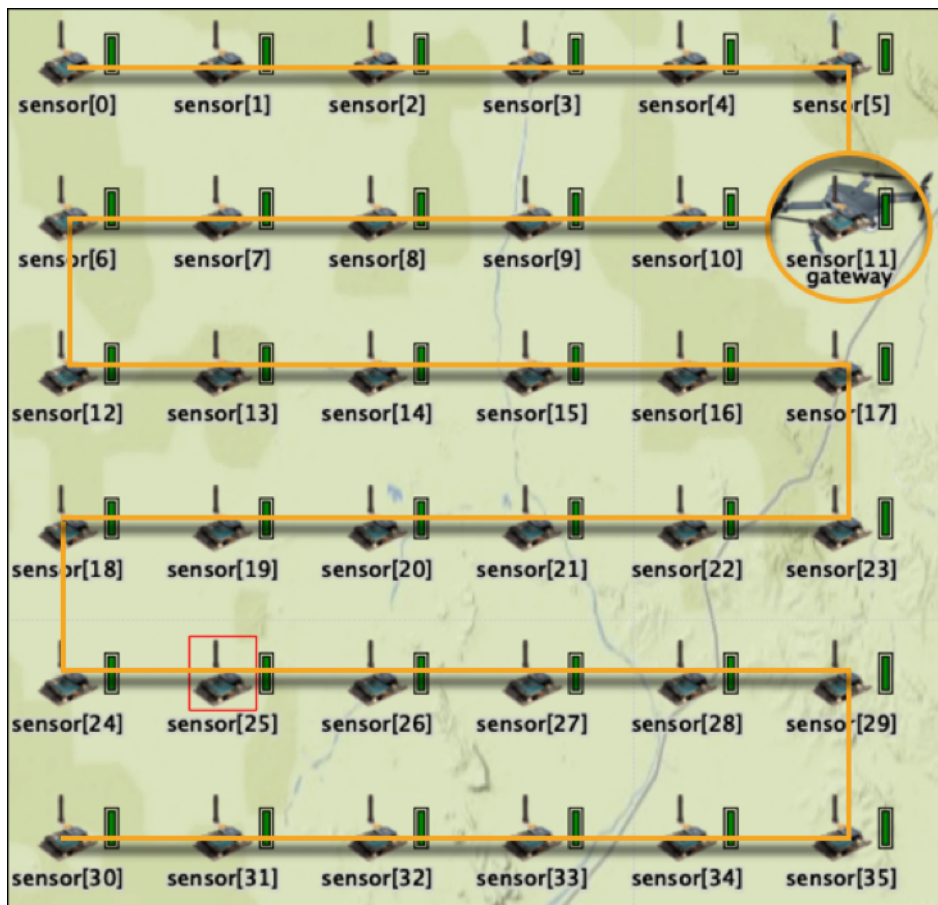 sensor[0] sensor[1] sensor[2] sensor[3] sensor[4] sensor[5]
sensor[6] sensor[7] sensor[8] sensor[9] sensor[10] sensor[11]
gateway
sensor[12] sensor[13] sensor[14] sensor[15] sensor[16] sensor[17]
sensor[18] sensor[19] sensor[20] sensor[21] sensor[22] sensor[23]
sensor[24] sensor[25] sensor[26] sensor[27] sensor[28] sensor[29]
sensor[30] sensor[31] sensor[32] sensor[33] sensor[34] sensor[35]